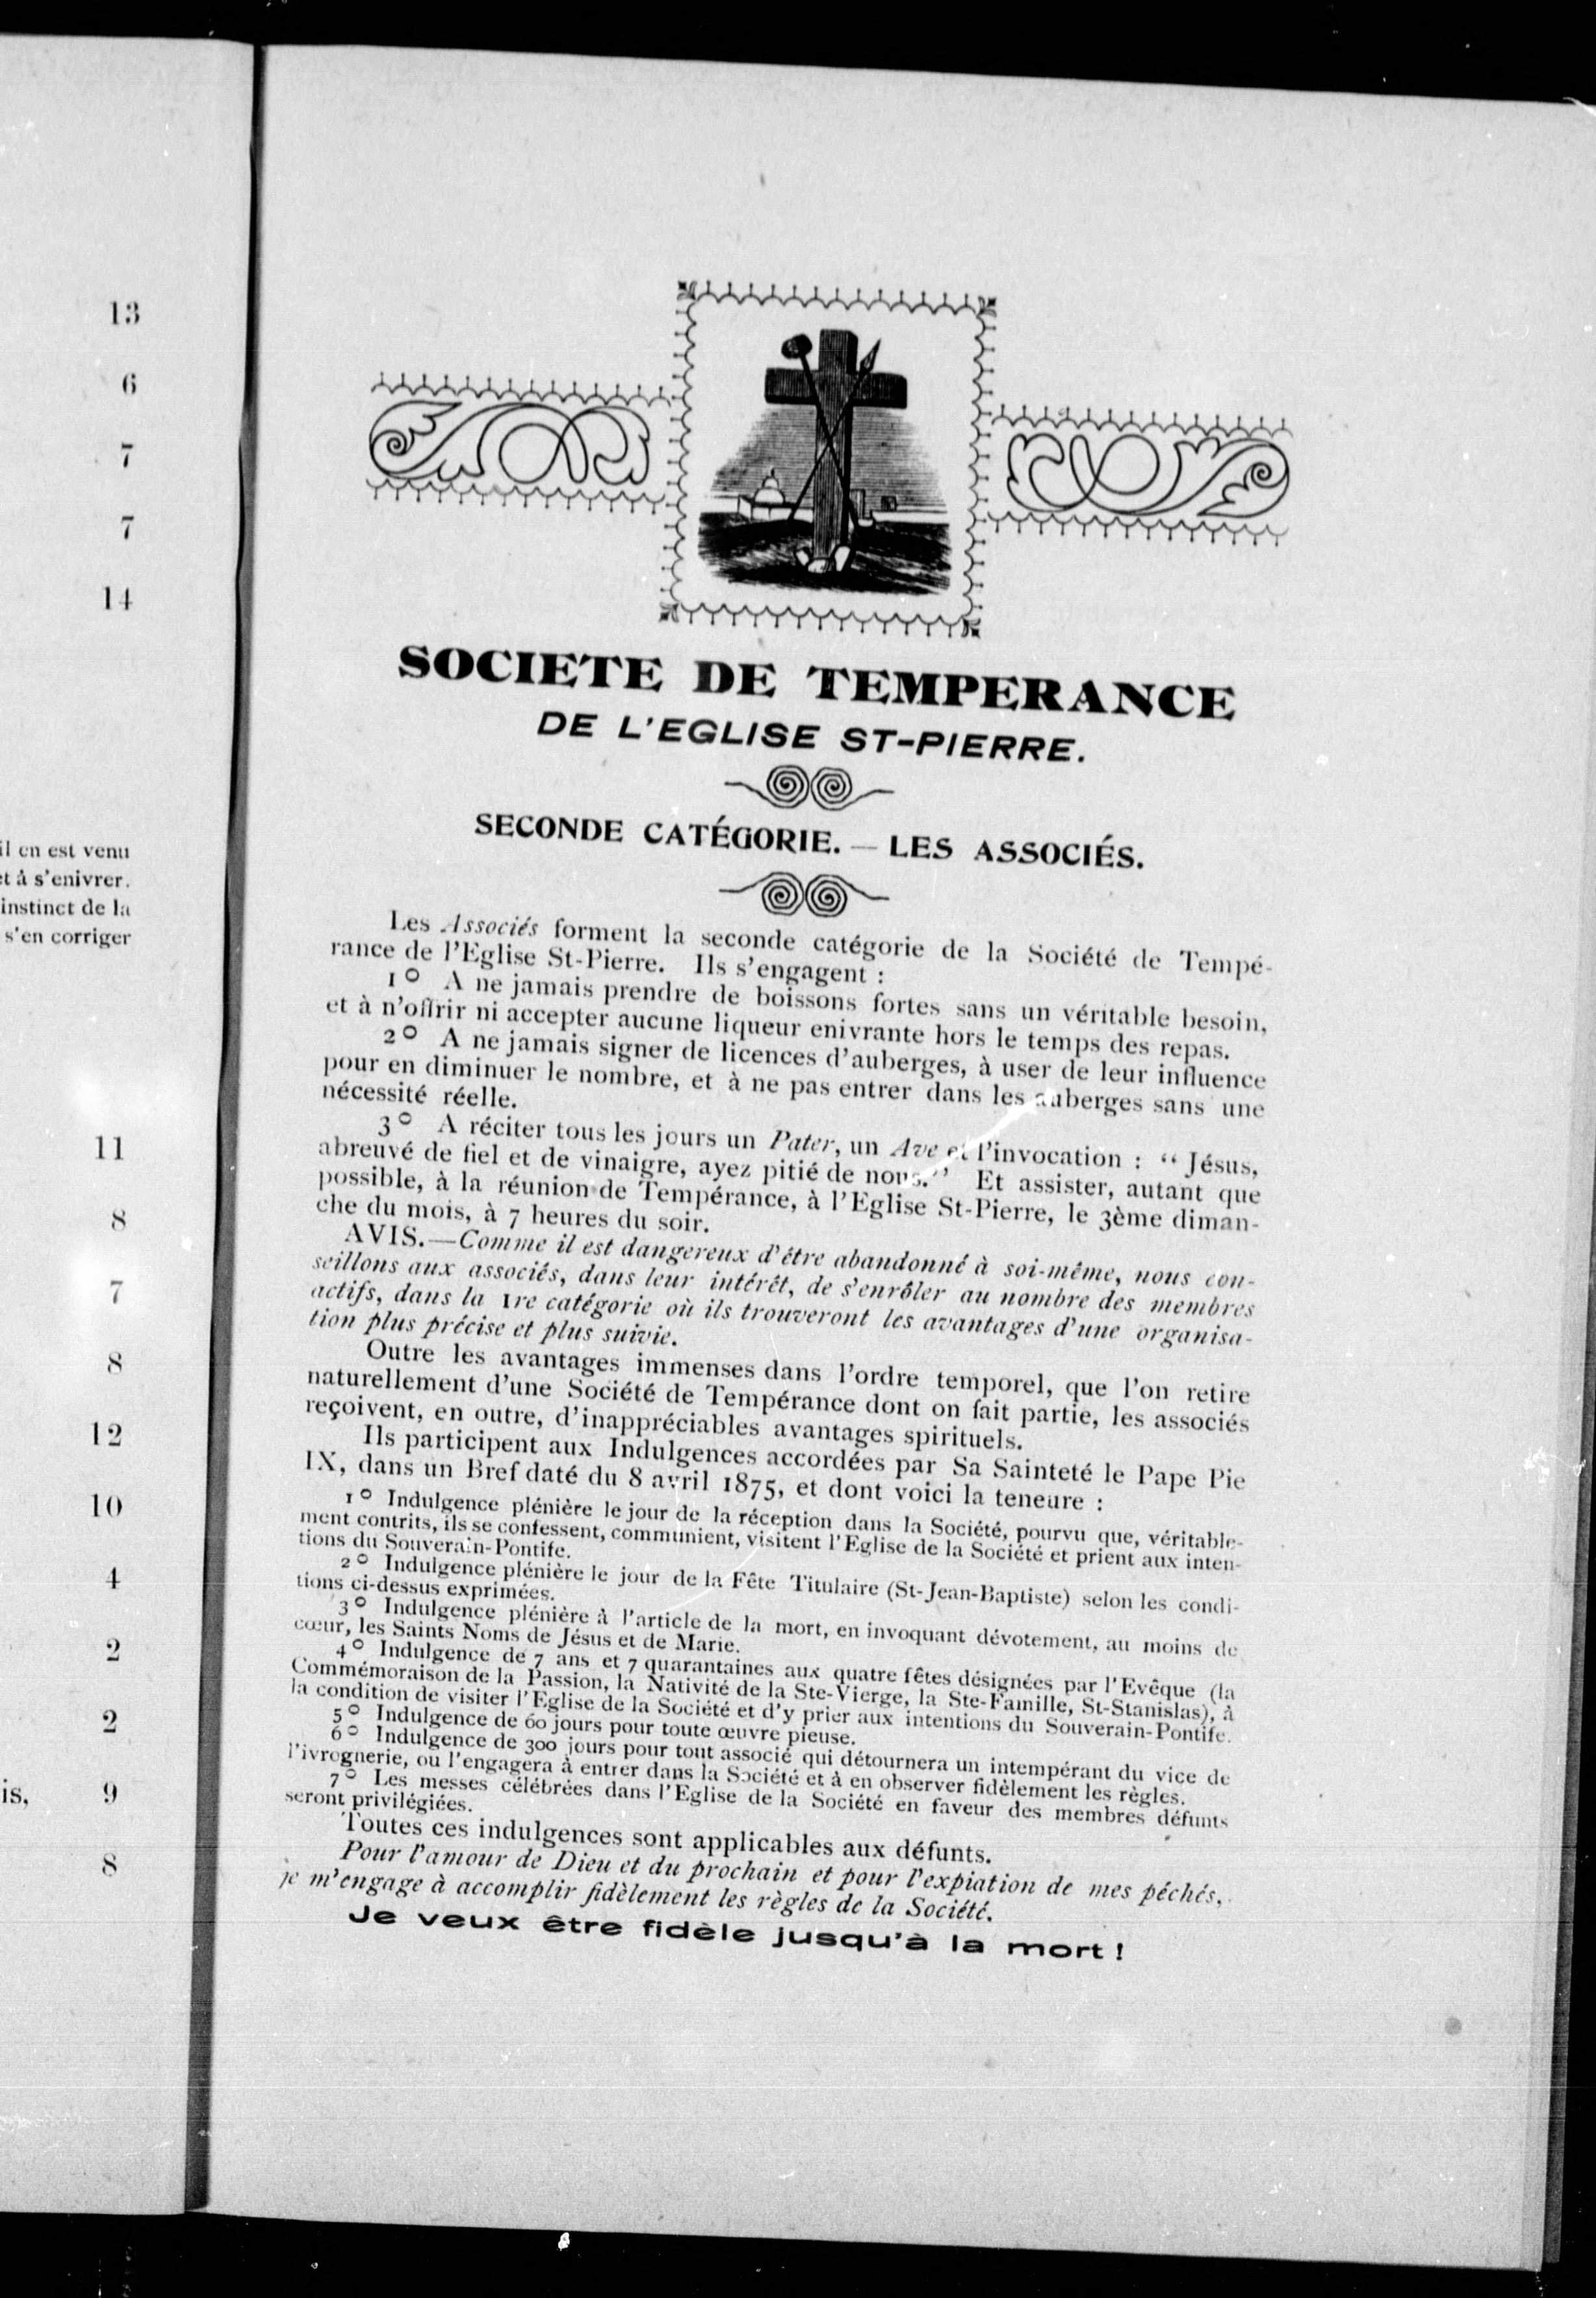 13
6
7
7
14
il en est venu
et à s'enivrer.
instinct de la
s'en corriger
11
8
7
8
12
10
4
2
2
is, 9
8
SOCIETE DE TEMPERANCE
DE L'EGLISE ST-PIERRE.
SECONDE CATÉGORIE. — LES ASSOCIÉS.
Les Associés forment la seconde catégorie de la Société de Tempé-
rance de l'Eglise St-Pierre. Ils s'engagent :
1° A ne jamais prendre de boissons fortes sans un véritable besoin,
et à n'offrir ni accepter aucune liqueur enivrante hors le temps des repas.
2° A ne jamais signer de licences d'auberges, à user de leur influence
pour en diminuer le nombre, et à ne pas entrer dans les auberges sans une
nécessité réelle.
3° A réciter tous les jours un Pater, un Ave et l'invocation : “ Jésus,
abreuvé de fiel et de vinaigre, ayez pitié de nous.” Et assister, autant que
possible, à la réunion de Tempérance, à l'Eglise St-Pierre, le 3ème diman-
che du mois, à 7 heures du soir.
AVIS.—Comme il est dangereux d'être abandonné à soi-même, nous con-
seillons aux associés, dans leur intérêt, de s'enrôler au nombre des membres
actifs, dans la 1re catégorie où ils trouveront les avantages d'une organisa-
tion plus précise et plus suivie.
Outre les avantages immenses dans l'ordre temporel, que l'on retire
naturellement d'une Société de Tempérance dont on fait partie, les associés
reçoivent, en outre, d'inappréciables avantages spirituels.
Ils participent aux Indulgences accordées par Sa Sainteté le Pape Pie
IX, dans un Bref daté du 8 avril 1875, et dont voici la teneure :
1° Indulgence plénière le jour de la réception dans la Société, pourvu que, véritable-
ment contrits, ils se confessent, communient, visitent l'Eglise de la Société et prient aux inten-
tions du Souverain-Pontife.
2° Indulgence plénière le jour de la Fête Titulaire (St-Jean-Baptiste) selon les condi-
tions ci-dessus exprimées.
3° Indulgence plénière à l'article de la mort, en invoquant dévotement, au moins de
cœur, les Saints Noms de Jésus et de Marie.
4° Indulgence de 7 ans et 7 quarantaines aux quatre fêtes désignées par l'Evêque (la
Commémoraison de la Passion, la Nativité de la Ste-Vierge, la Ste-Famille, St-Stanislas), à
la condition de visiter l'Eglise de la Société et d'y prier aux intentions du Souverain-Pontife.
5° Indulgence de 60 jours pour toute œuvre pieuse.
6° Indulgence de 300 jours pour tout associé qui détournera un intempérant du vice de
l'ivrognerie, ou l'engagera à entrer dans la Société et à en observer fidèlement les règles.
7° Les messes célébrées dans l'Eglise de la Société en faveur des membres défunts
seront privilégiées.
Toutes ces indulgences sont applicables aux défunts.
Pour l'amour de Dieu et du prochain et pour l'expiation de mes péchés,
je m'engage à accomplir fidèlement les règles de la Société.
Je veux être fidèle jusqu'à la mort !